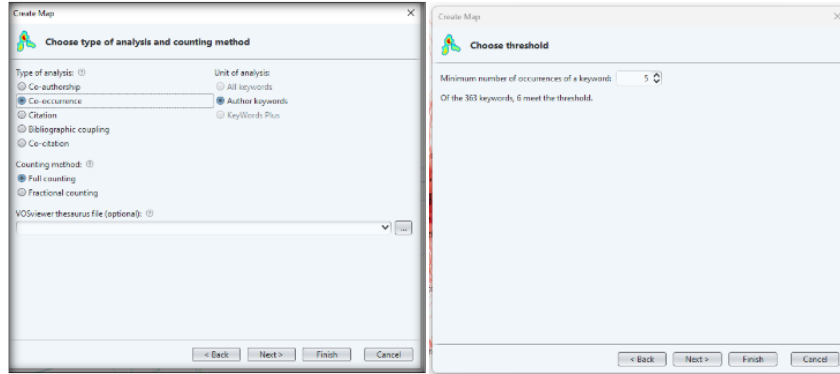 Create Map
Choose type of analysis and counting method
Type of analysis:
Co-authorship
Co-occurrence
Citation
Bibliographic coupling
Co-citation
Unit of analysis:
All keywords
Author keywords
KeyWords Plus
Counting method:
Full counting
Fractional counting
VOSviewer thesaurus file (optional):
...
< Back Next > Finish Cancel
Create Map
Choose threshold
Minimum number of occurrences of a keyword: 5
Of the 363 keywords, 6 meet the threshold.
< Back Next > Finish Cancel